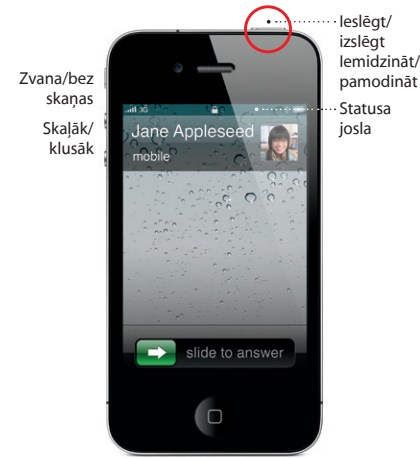 Ieslēgt/
izslēgt
Iemidzināt/
pamodināt
Zvana/bez
skaņas
Skaļāk/
klusāk
Statusa
josla
3G
Jane Appleseed
mobile
slide to answer